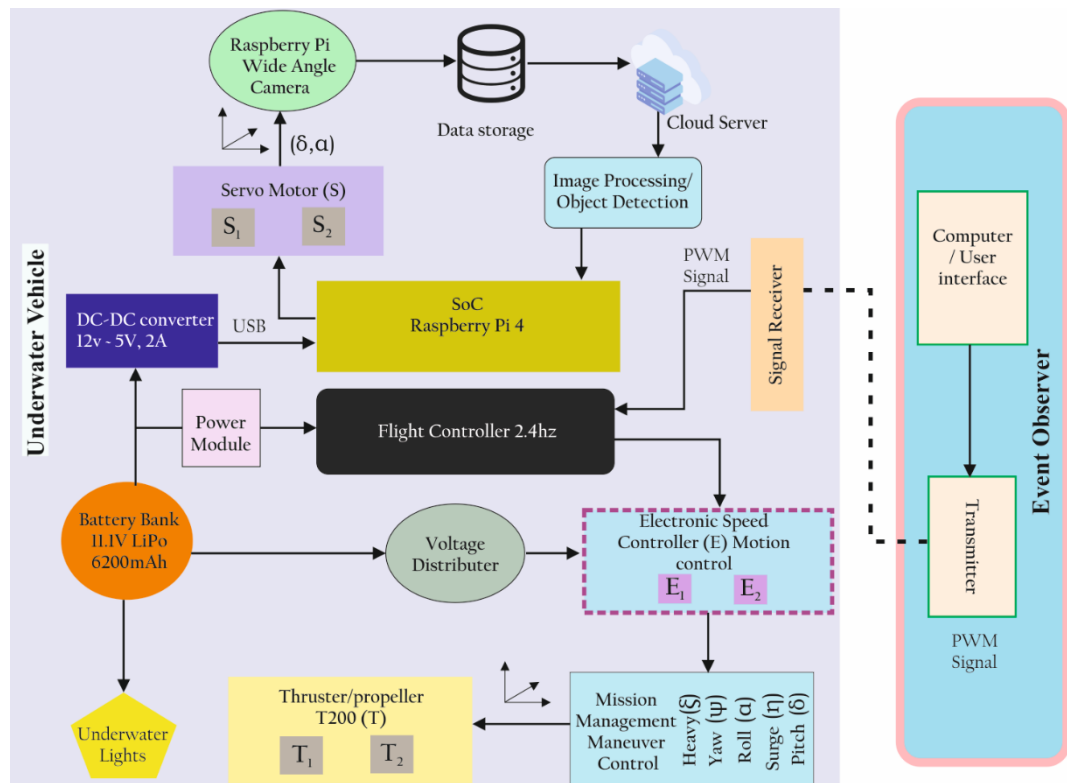 Raspberry Pi
Wide Angle
Camera
Data storage
Cloud Server
(δ,α)
Servo Motor (S)
S1
S2
Image Processing/
Object Detection
PWM
Signal
Signal Receiver
SoC
Raspberry Pi 4
DC-DC converter
12v - 5V, 2A
USB
Underwater Vehicle
Power
Module
Flight Controller 2.4hz
Battery Bank
11.1V LiPo
6200mAh
Voltage
Distributer
Electronic Speed
Controller (E) Motion
control
E1
E2
Underwater
Lights
Thruster/propeller
T200 (T)
T1
T2
Mission
Management
Maneuver
Control
Heavy(ξ)
Yaw (ψ)
Roll (α)
Surge (η)
Pitch (δ)
Computer
/ User
interface
Transmitter
PWM
Signal
Event Observer